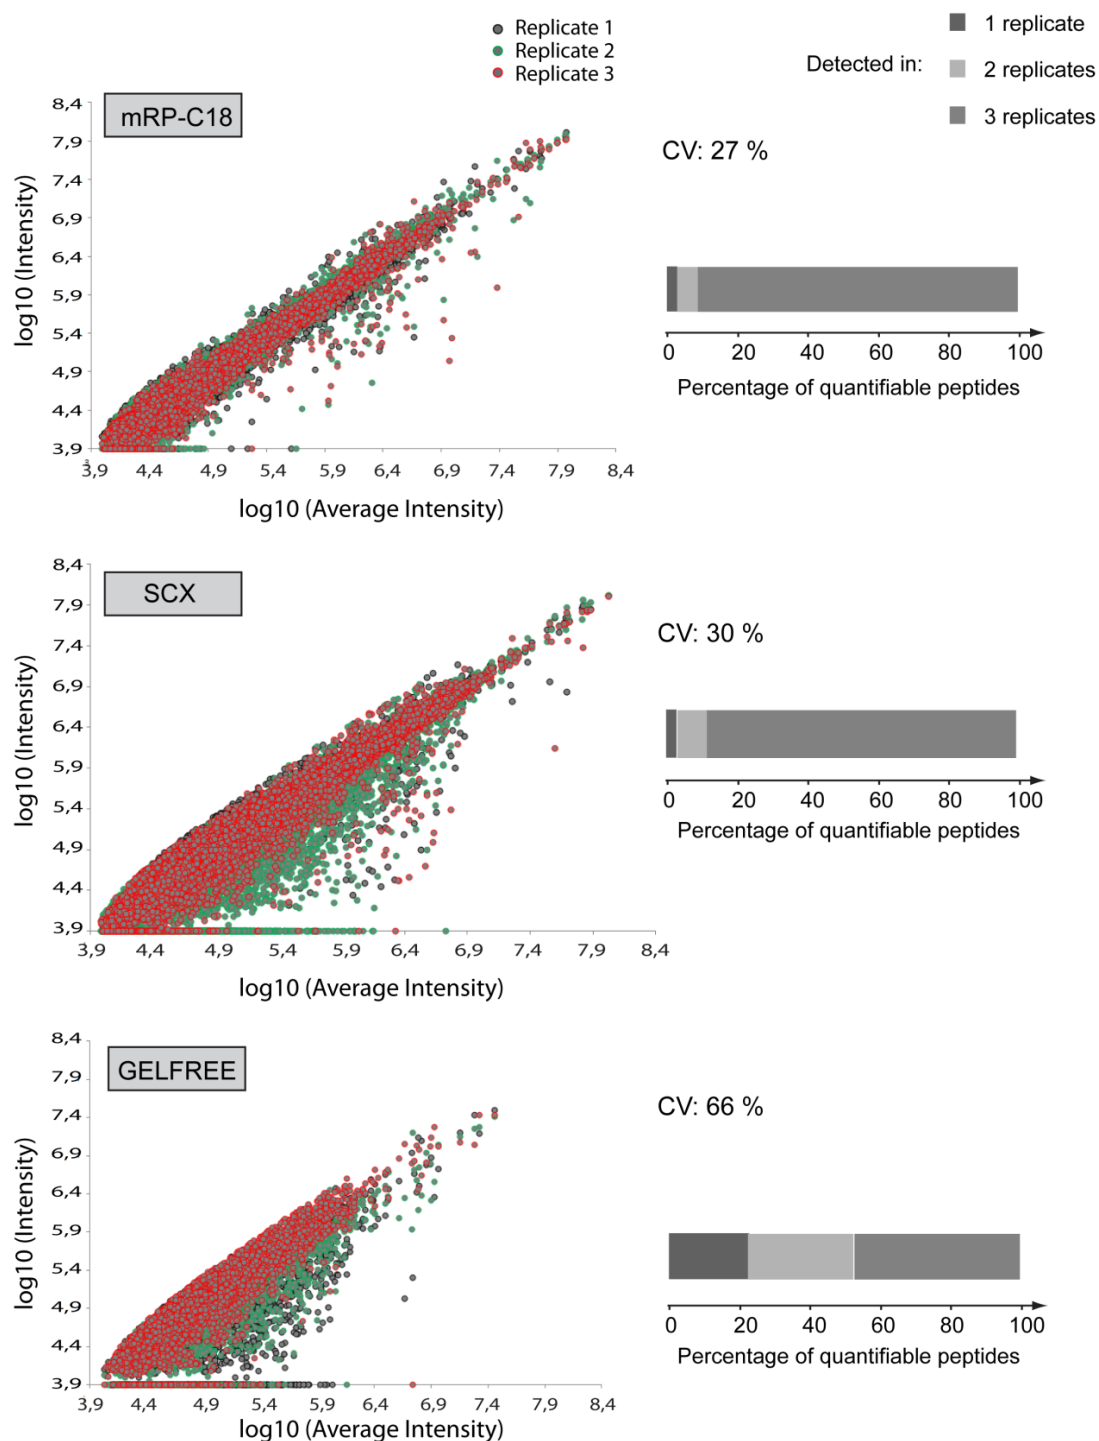 Replicate 1
Replicate 2
Replicate 3
1 replicate
Detected in:
2 replicates
3 replicates
mRP-C18
8,4
7,9
7,4
6,9
6,4
5,9
5,4
4,9
4,4
3,9
log10 (Intensity)
3,9 4,4 4,9 5,4 5,9 6,4 6,9 7,4 7,9 8,4
log10 (Average Intensity)
CV: 27 %
0 20 40 60 80 100
Percentage of quantifiable peptides
SCX
8,4
7,9
7,4
6,9
6,4
5,9
5,4
4,9
4,4
3,9
log10 (Intensity)
3,9 4,4 4,9 5,4 5,9 6,4 6,9 7,4 7,9 8,4
log10 (Average Intensity)
CV: 30 %
0 20 40 60 80 100
Percentage of quantifiable peptides
GELFREE
8,4
7,9
7,4
6,9
6,4
5,9
5,4
4,9
4,4
3,9
log10 (Intensity)
3,9 4,4 4,9 5,4 5,9 6,4 6,9 7,4 7,9 8,4
log10 (Average Intensity)
CV: 66 %
0 20 40 60 80 100
Percentage of quantifiable peptides